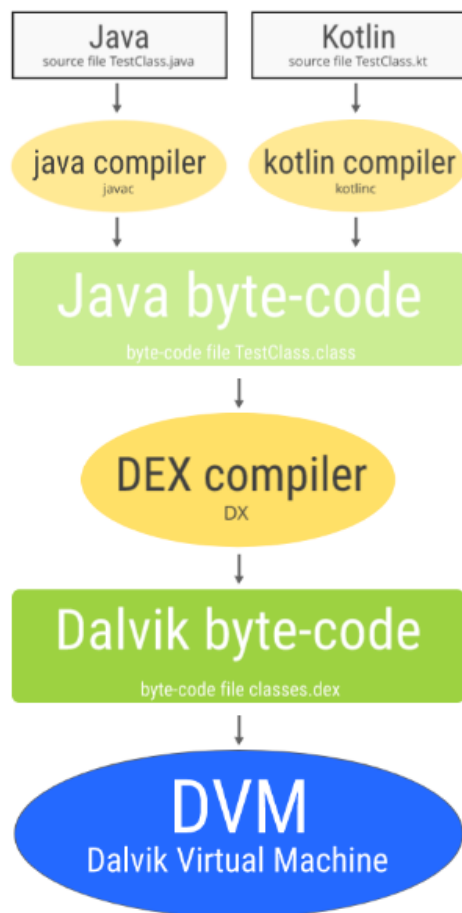 Java
source file TestClass.java
Kotlin
source file TestClass.kt
java compiler
javac
kotlin compiler
kotlinc
Java byte-code
byte-code file TestClass.class
DEX compiler
DX
Dalvik byte-code
byte-code file classes.dex
DVM
Dalvik Virtual Machine